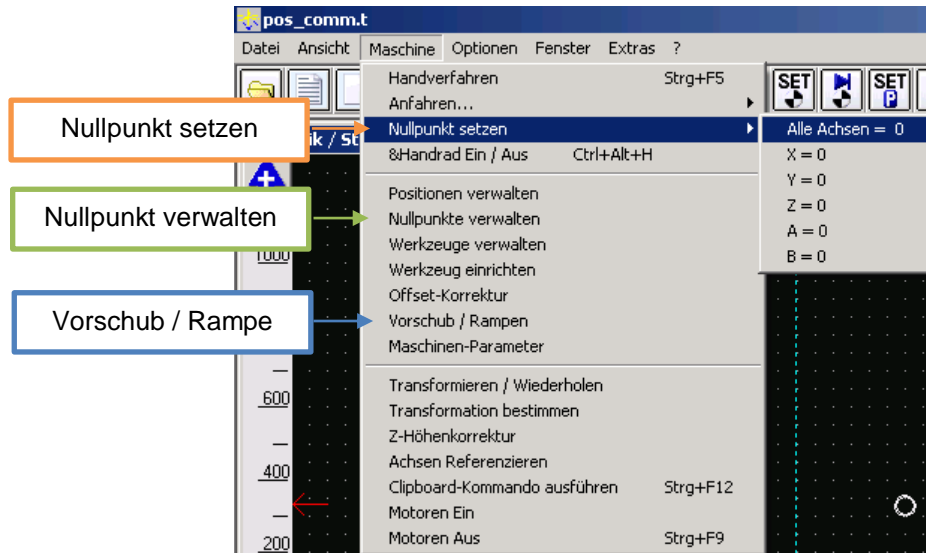 pos_comm.t
Datei Ansicht Maschine Optionen Fenster Extras ?
Handverfahren Strg+F5
SET SET P
Anfahren...
Nullpunkt setzen
Nullpunkt setzen
Alle Achsen = 0
ik / St
&Handrad Ein / Aus Ctrl+Alt+H
X = 0
Y = 0
Z = 0
A = 0
B = 0
Positionen verwalten
Nullpunkt verwalten
Nullpunkte verwalten
Werkzeuge verwalten
1000
Werkzeug einrichten
Offset-Korrektur
Vorschub / Rampe
Vorschub / Rampen
Maschinen-Parameter
Transformieren / Wiederholen
600
Transformation bestimmen
Z-Höhenkorrektur
Achsen Referenzieren
400
Clipboard-Kommando ausführen Strg+F12
Motoren Ein
Motoren Aus Strg+F9
200